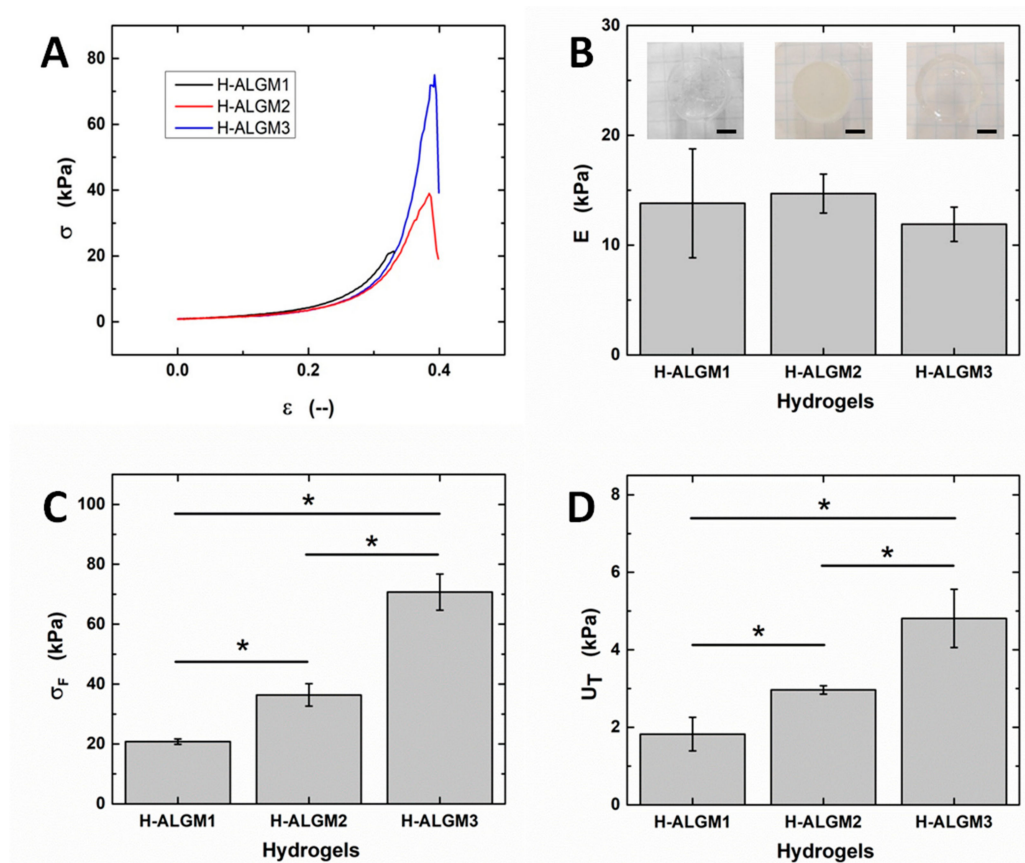 A
80
60
40
20
0
σ (kPa)
H-ALGM1
H-ALGM2
H-ALGM3
0.0 0.2 0.4
ε (--)
B
30
20
10
0
E (kPa)
H-ALGM1 H-ALGM2 H-ALGM3
Hydrogels
C
100
80
60
40
20
0
σF (kPa)
*
*
*
H-ALGM1 H-ALGM2 H-ALGM3
Hydrogels
D
8
6
4
2
0
UT (kPa)
*
*
*
H-ALGM1 H-ALGM2 H-ALGM3
Hydrogels